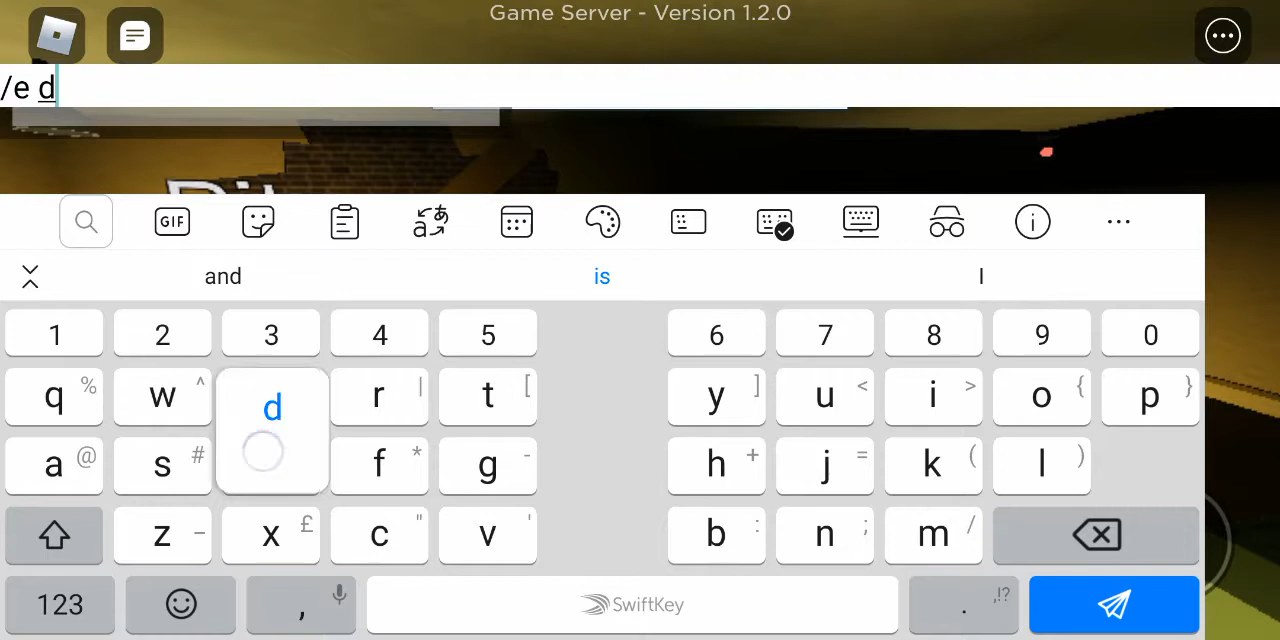 Game Server - Version 1.2.0
/e d
GIF
and is I
1 2 3 4 5 6 7 8 9 0
q % w ^ d r | t [ y ] u < i > o { p }
a @ s # f * g - h + j = k ( l )
z _ x £ c " v ' b : n ; m /
123 , SwiftKey . ,!?